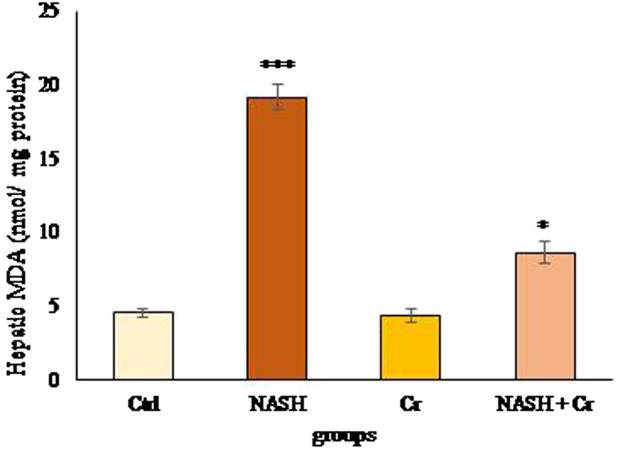 25
20
15
10
5
0
Hepatic MDA (nmol/ mg protein)
***
*
Ctrl
NASH
Cr
NASH + Cr
groups